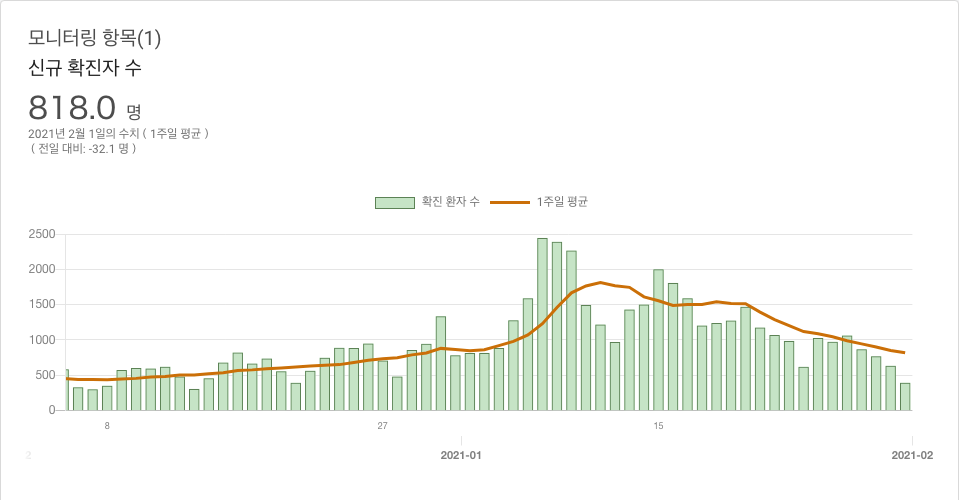 모니터링 항목(1)
신규 확진자 수
818.0 명
2021년 2월 1일의 수치 ( 1주일 평균 )
( 전일 대비: -32.1 명 )
확진 환자 수 1주일 평균
2500
2000
1500
1000
500
0
8 27 15
2 2021-01 2021-02